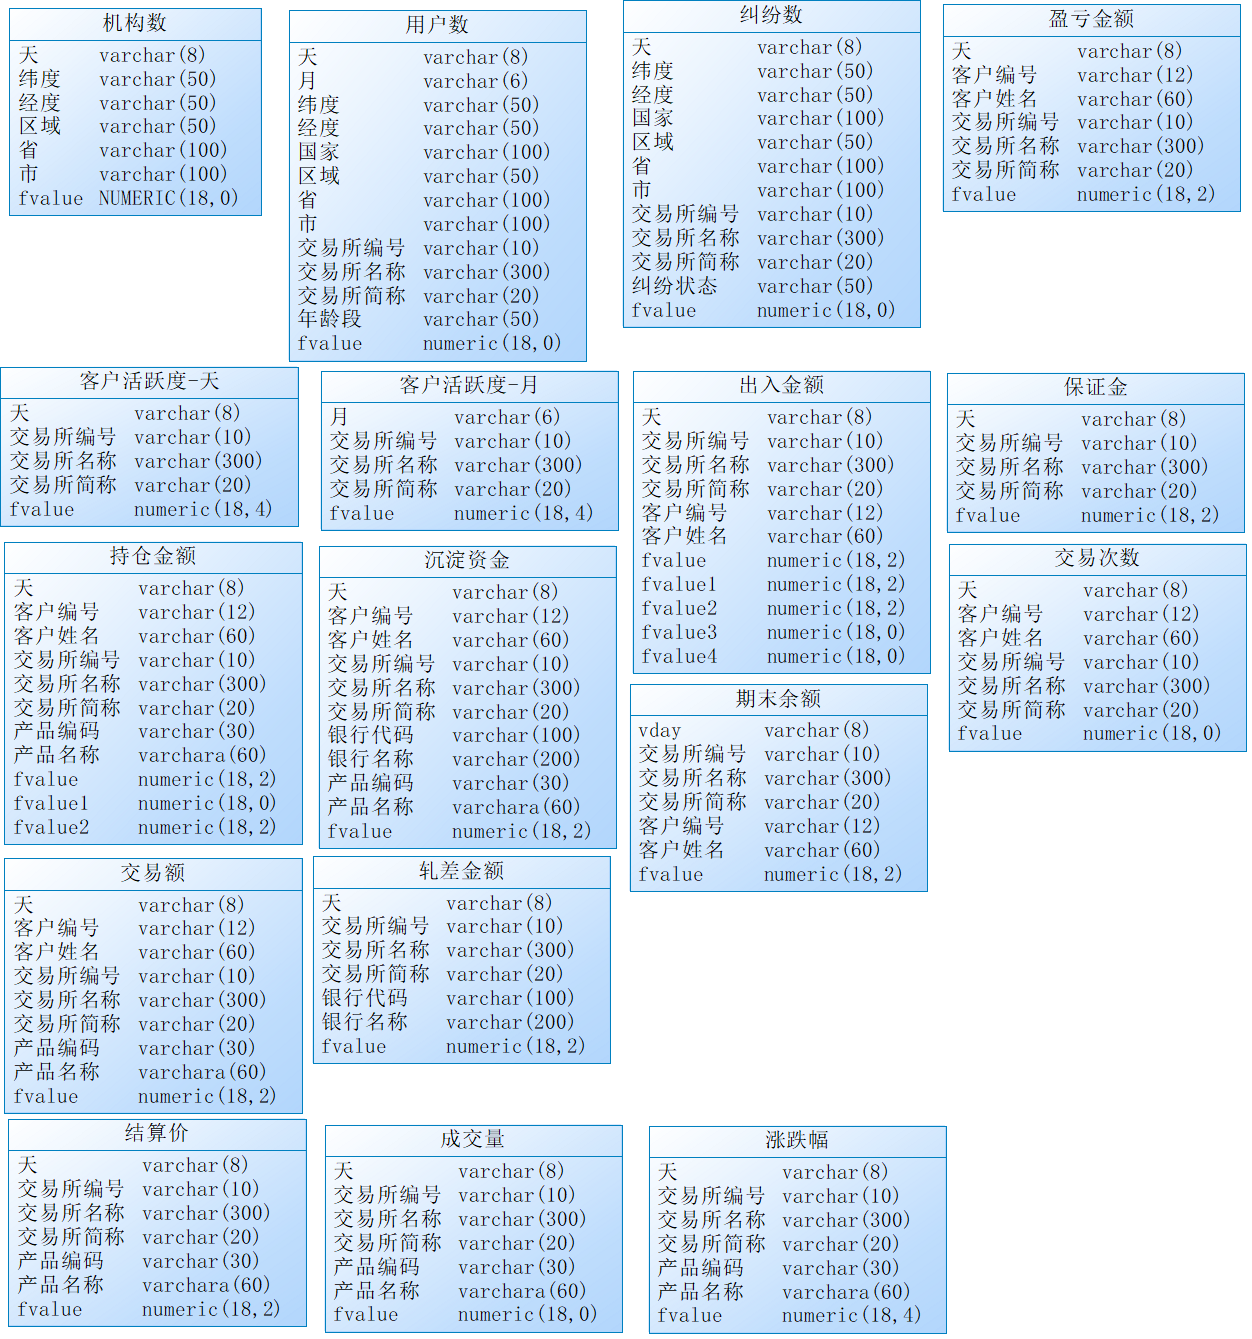 机构数
天 varchar(8)
纬度 varchar(50)
经度 varchar(50)
区域 varchar(50)
省 varchar(100)
市 varchar(100)
fvalue NUMERIC(18,0)
用户数
天 varchar(8)
月 varchar(6)
纬度 varchar(50)
经度 varchar(50)
国家 varchar(100)
区域 varchar(50)
省 varchar(100)
市 varchar(100)
交易所编号 varchar(10)
交易所名称 varchar(300)
交易所简称 varchar(20)
年龄段 varchar(50)
fvalue numeric(18,0)
纠纷数
天 varchar(8)
纬度 varchar(50)
经度 varchar(50)
国家 varchar(100)
区域 varchar(50)
省 varchar(100)
市 varchar(100)
交易所编号 varchar(10)
交易所名称 varchar(300)
交易所简称 varchar(20)
纠纷状态 varchar(50)
fvalue numeric(18,0)
盈亏金额
天 varchar(8)
客户编号 varchar(12)
客户姓名 varchar(60)
交易所编号 varchar(10)
交易所名称 varchar(300)
交易所简称 varchar(20)
fvalue numeric(18,2)
客户活跃度-天
天 varchar(8)
交易所编号 varchar(10)
交易所名称 varchar(300)
交易所简称 varchar(20)
fvalue numeric(18,4)
客户活跃度-月
月 varchar(6)
交易所编号 varchar(10)
交易所名称 varchar(300)
交易所简称 varchar(20)
fvalue numeric(18,4)
出入金额
天 varchar(8)
交易所编号 varchar(10)
交易所名称 varchar(300)
交易所简称 varchar(20)
客户编号 varchar(12)
客户姓名 varchar(60)
fvalue numeric(18,2)
fvalue1 numeric(18,2)
fvalue2 numeric(18,2)
fvalue3 numeric(18,0)
fvalue4 numeric(18,0)
保证金
天 varchar(8)
交易所编号 varchar(10)
交易所名称 varchar(300)
交易所简称 varchar(20)
fvalue numeric(18,2)
持仓金额
天 varchar(8)
客户编号 varchar(12)
客户姓名 varchar(60)
交易所编号 varchar(10)
交易所名称 varchar(300)
交易所简称 varchar(20)
产品编码 varchar(30)
产品名称 varchara(60)
fvalue numeric(18,2)
fvalue1 numeric(18,0)
fvalue2 numeric(18,2)
沉淀资金
天 varchar(8)
客户编号 varchar(12)
客户姓名 varchar(60)
交易所编号 varchar(10)
交易所名称 varchar(300)
交易所简称 varchar(20)
银行代码 varchar(100)
银行名称 varchar(200)
产品编码 varchar(30)
产品名称 varchara(60)
fvalue numeric(18,2)
交易次数
天 varchar(8)
客户编号 varchar(12)
客户姓名 varchar(60)
交易所编号 varchar(10)
交易所名称 varchar(300)
交易所简称 varchar(20)
fvalue numeric(18,0)
期末余额
vday varchar(8)
交易所编号 varchar(10)
交易所名称 varchar(300)
交易所简称 varchar(20)
客户编号 varchar(12)
客户姓名 varchar(60)
fvalue numeric(18,2)
交易额
天 varchar(8)
客户编号 varchar(12)
客户姓名 varchar(60)
交易所编号 varchar(10)
交易所名称 varchar(300)
交易所简称 varchar(20)
产品编码 varchar(30)
产品名称 varchara(60)
fvalue numeric(18,2)
轧差金额
天 varchar(8)
交易所编号 varchar(10)
交易所名称 varchar(300)
交易所简称 varchar(20)
银行代码 varchar(100)
银行名称 varchar(200)
fvalue numeric(18,2)
结算价
天 varchar(8)
交易所编号 varchar(10)
交易所名称 varchar(300)
交易所简称 varchar(20)
产品编码 varchar(30)
产品名称 varchara(60)
fvalue numeric(18,2)
成交量
天 varchar(8)
交易所编号 varchar(10)
交易所名称 varchar(300)
交易所简称 varchar(20)
产品编码 varchar(30)
产品名称 varchara(60)
fvalue numeric(18,0)
涨跌幅
天 varchar(8)
交易所编号 varchar(10)
交易所名称 varchar(300)
交易所简称 varchar(20)
产品编码 varchar(30)
产品名称 varchara(60)
fvalue numeric(18,4)